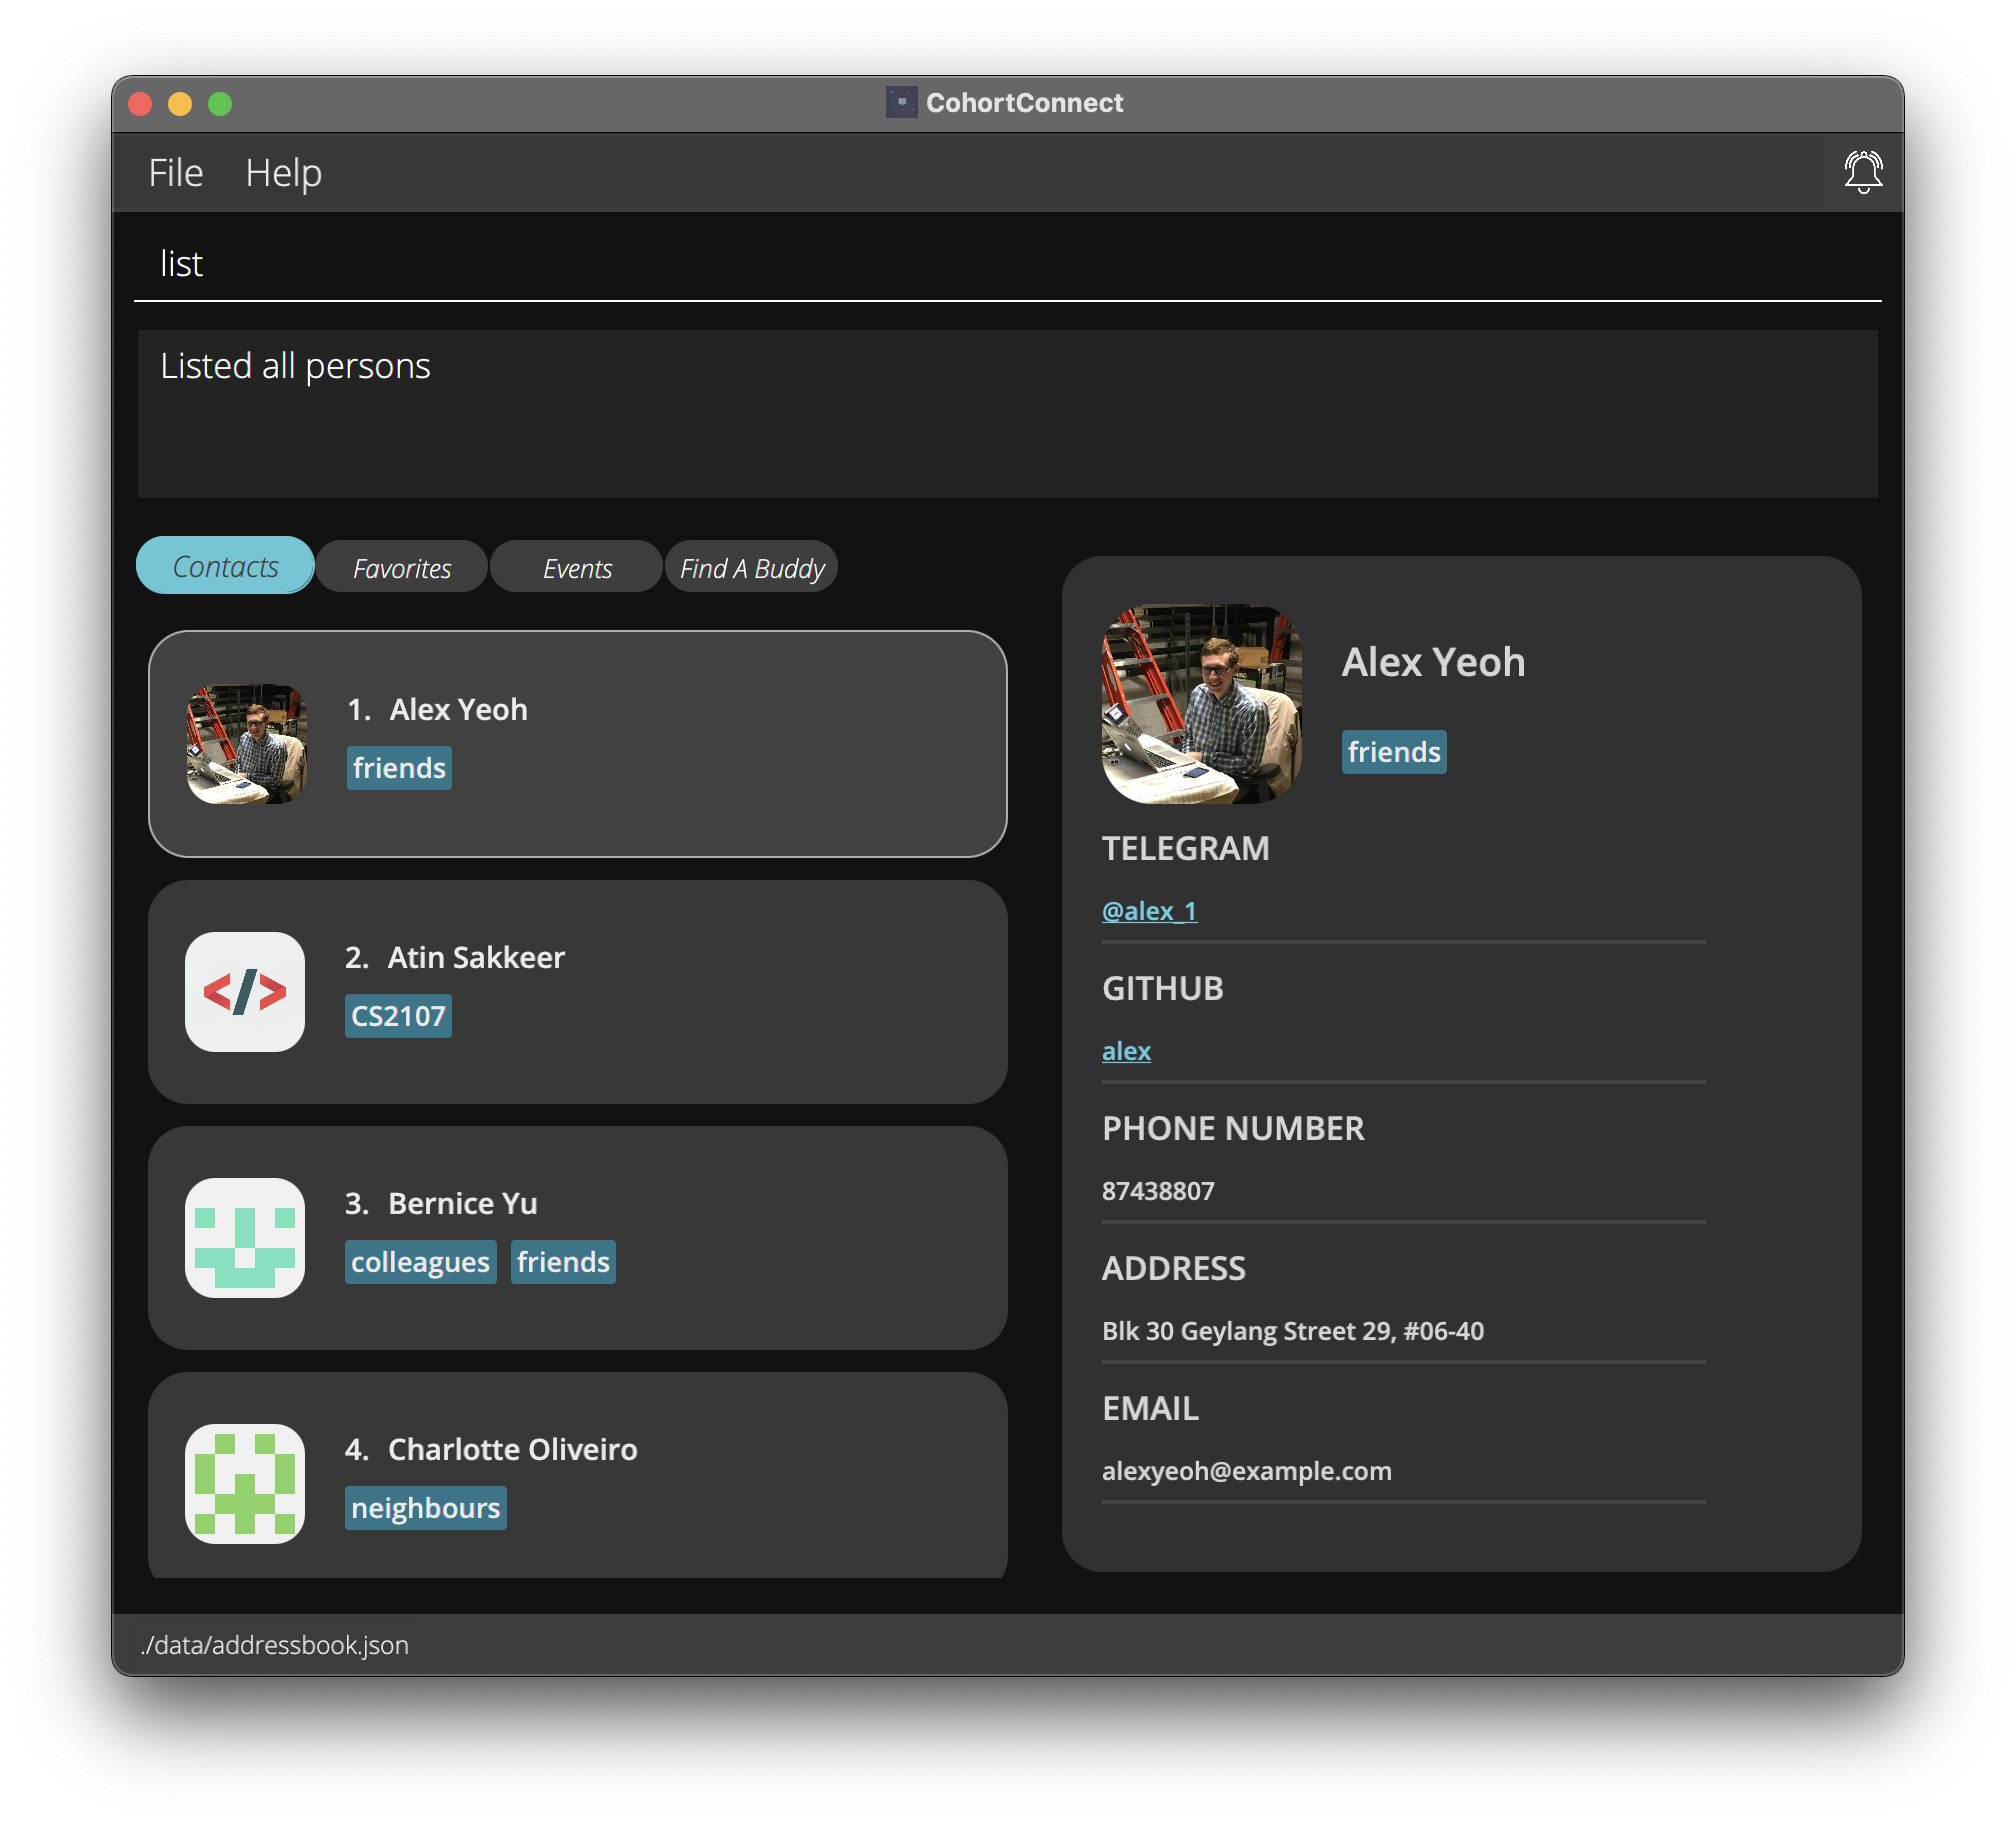 CohortConnect
File Help
list
Listed all persons
Contacts Favorites Events Find A Buddy
1. Alex Yeoh
friends
2. Atin Sakkeer
CS2107
3. Bernice Yu
colleagues friends
4. Charlotte Oliveiro
neighbours
Alex Yeoh
friends
TELEGRAM
@alex_1
GITHUB
alex
PHONE NUMBER
87438807
ADDRESS
Blk 30 Geylang Street 29, #06-40
EMAIL
alexyeoh@example.com
./data/addressbook.json